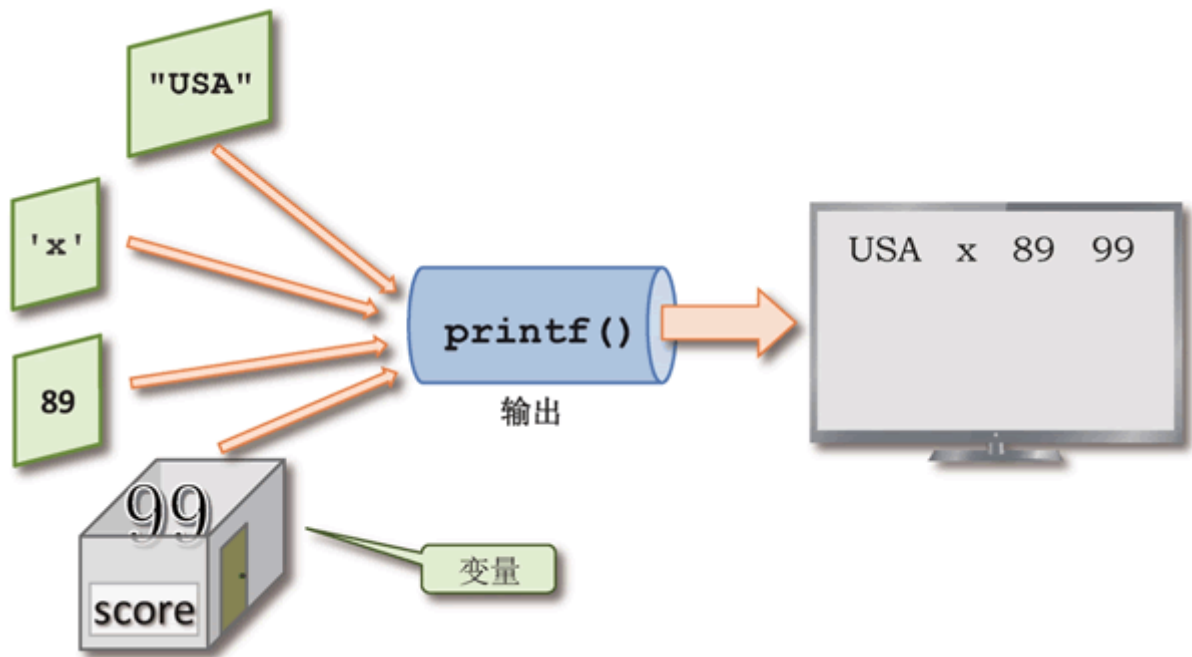 "USA"
'x'
89
99
score
变量
printf()
输出
USA x 89 99